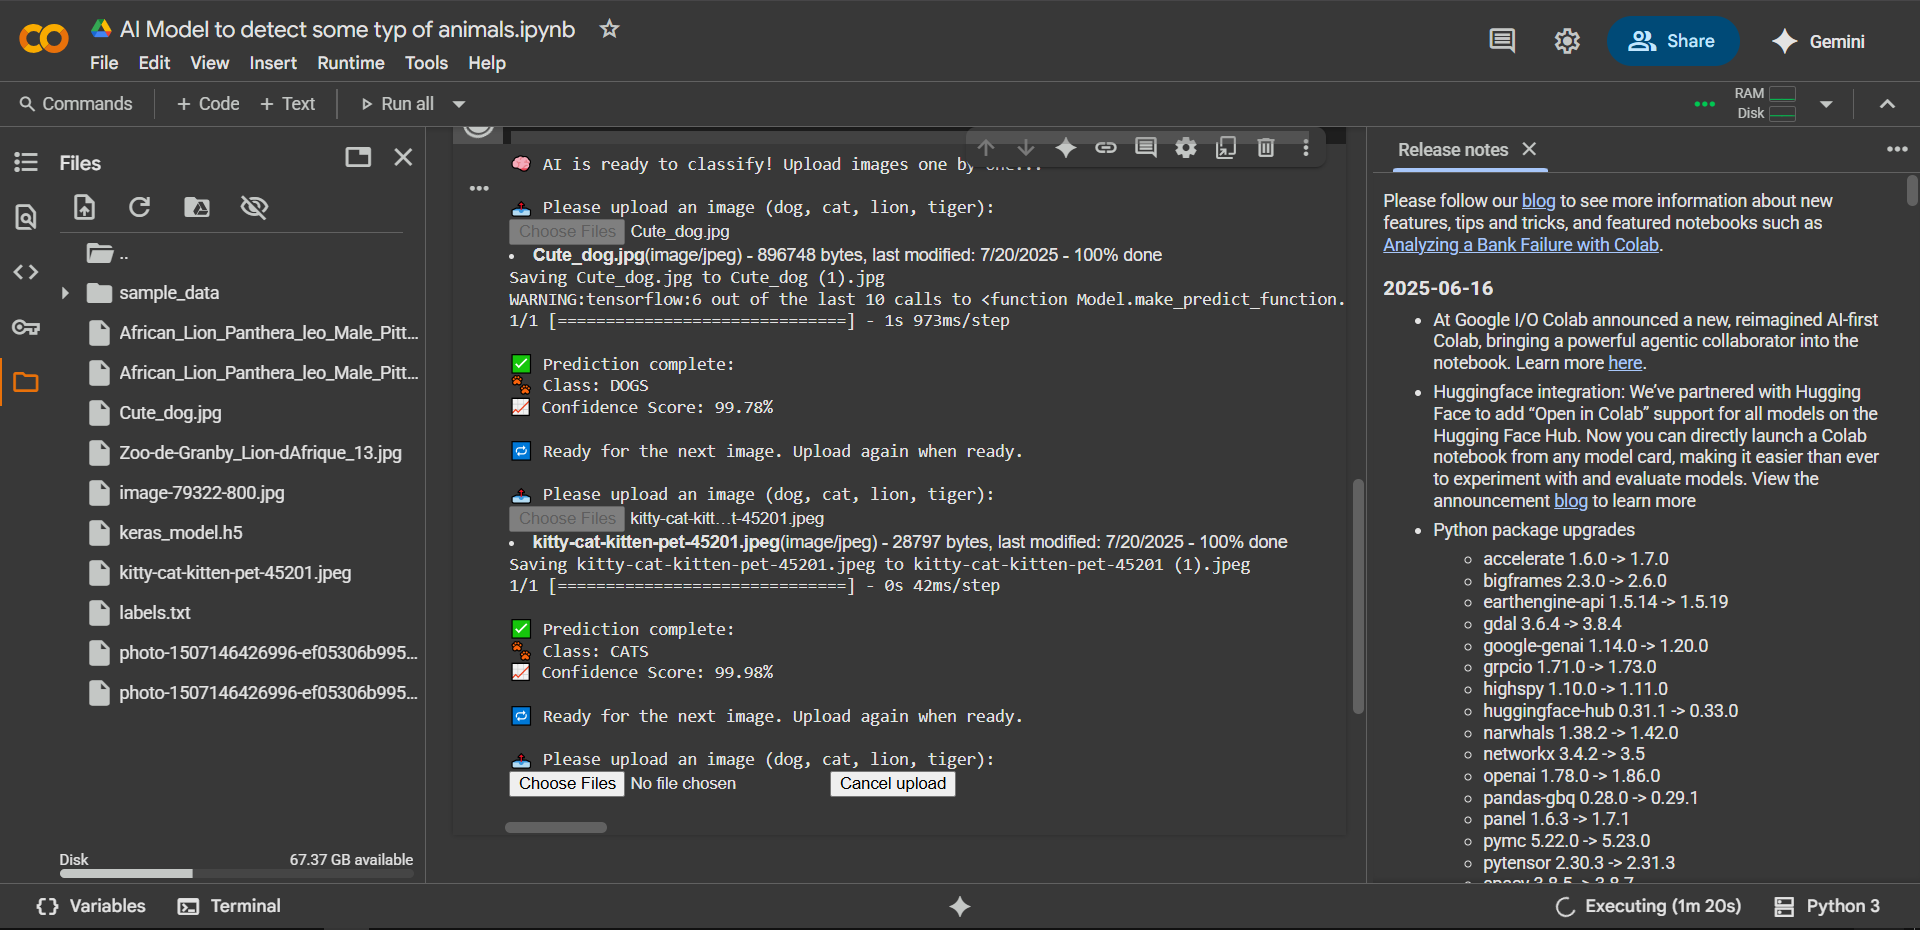 AI Model to detect some typ of animals.ipynb
File Edit View Insert Runtime Tools Help
Share
Gemini
Commands
+ Code + Text
Run all
RAM
Disk
Files
..
sample_data
African_Lion_Panthera_leo_Male_Pitt...
African_Lion_Panthera_leo_Male_Pitt...
Cute_dog.jpg
Zoo-de-Granby_Lion-dAfrique_13.jpg
image-79322-800.jpg
keras_model.h5
kitty-cat-kitten-pet-45201.jpeg
labels.txt
photo-1507146426996-ef05306b995...
photo-1507146426996-ef05306b995...
Disk
67.37 GB available
AI is ready to classify! Upload images one by one...
Please upload an image (dog, cat, lion, tiger):
Choose Files Cute_dog.jpg
• Cute_dog.jpg(image/jpeg) - 896748 bytes, last modified: 7/20/2025 - 100% done
Saving Cute_dog.jpg to Cute_dog (1).jpg
WARNING:tensorflow:6 out of the last 10 calls to <function Model.make_predict_function.
1/1 [==============================] - 1s 973ms/step
Prediction complete:
Class: DOGS
Confidence Score: 99.78%
Ready for the next image. Upload again when ready.
Please upload an image (dog, cat, lion, tiger):
Choose Files kitty-cat-kitt...t-45201.jpeg
• kitty-cat-kitten-pet-45201.jpeg(image/jpeg) - 28797 bytes, last modified: 7/20/2025 - 100% done
Saving kitty-cat-kitten-pet-45201.jpeg to kitty-cat-kitten-pet-45201 (1).jpeg
1/1 [==============================] - 0s 42ms/step
Prediction complete:
Class: CATS
Confidence Score: 99.98%
Ready for the next image. Upload again when ready.
Please upload an image (dog, cat, lion, tiger):
Choose Files No file chosen Cancel upload
Release notes
Please follow our blog to see more information about new
features, tips and tricks, and featured notebooks such as
Analyzing a Bank Failure with Colab.
2025-06-16
• At Google I/O Colab announced a new, reimagined AI-first
Colab, bringing a powerful agentic collaborator into the
notebook. Learn more here.
• Huggingface integration: We've partnered with Hugging
Face to add “Open in Colab” support for all models on the
Hugging Face Hub. Now you can directly launch a Colab
notebook from any model card, making it easier than ever
to experiment with and evaluate models. View the
announcement blog to learn more
• Python package upgrades
accelerate 1.6.0 -> 1.7.0
bigframes 2.3.0 -> 2.6.0
earthengine-api 1.5.14 -> 1.5.19
gdal 3.6.4 -> 3.8.4
google-genai 1.14.0 -> 1.20.0
grpcio 1.71.0 -> 1.73.0
highspy 1.10.0 -> 1.11.0
huggingface-hub 0.31.1 -> 0.33.0
narwhals 1.38.2 -> 1.42.0
networkx 3.4.2 -> 3.5
openai 1.78.0 -> 1.86.0
pandas-gbq 0.28.0 -> 0.29.1
panel 1.6.3 -> 1.7.1
pymc 5.22.0 -> 5.23.0
pytensor 2.30.3 -> 2.31.3
spacy 3.8.5 -> 3.8.7
Variables
Terminal
Executing (1m 20s)
Python 3